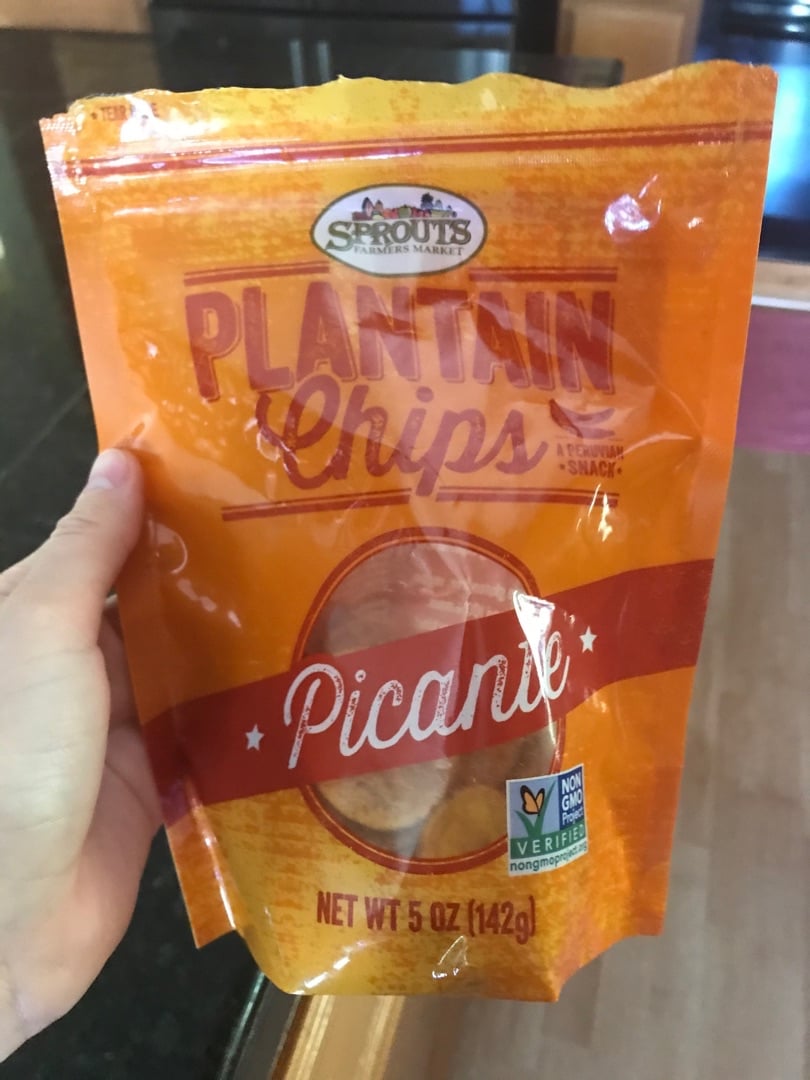 SPROUTS
FARMERS MARKET
PLANTAIN
Chips
A PERUVIAN
•SNACK•
Picante
NON
GMO
Project
VERIFIED
nongmoproject.org
NET WT 5 OZ (142g)